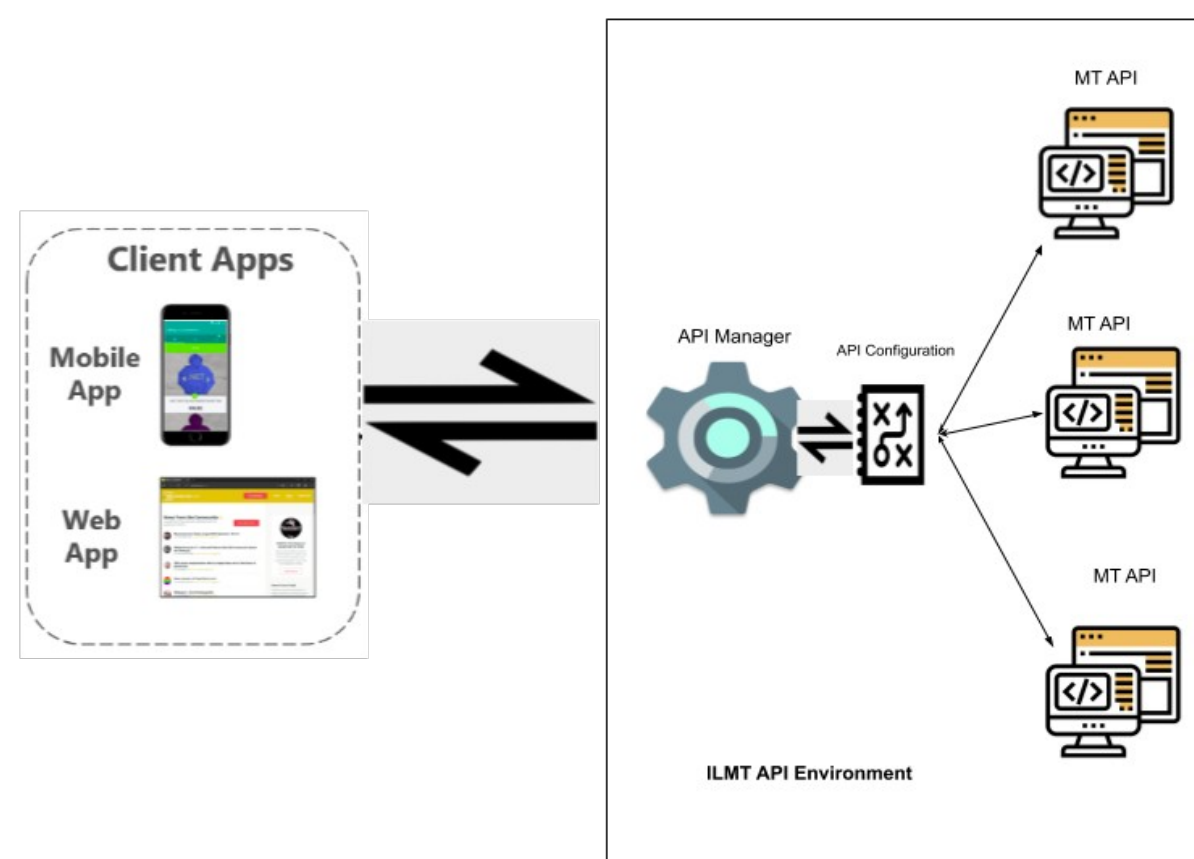 Client Apps
Mobile
App
Web
App
API Manager
API Configuration
MT API
MT API
MT API
</>
</>
</>
X
O X
ILMT API Environment